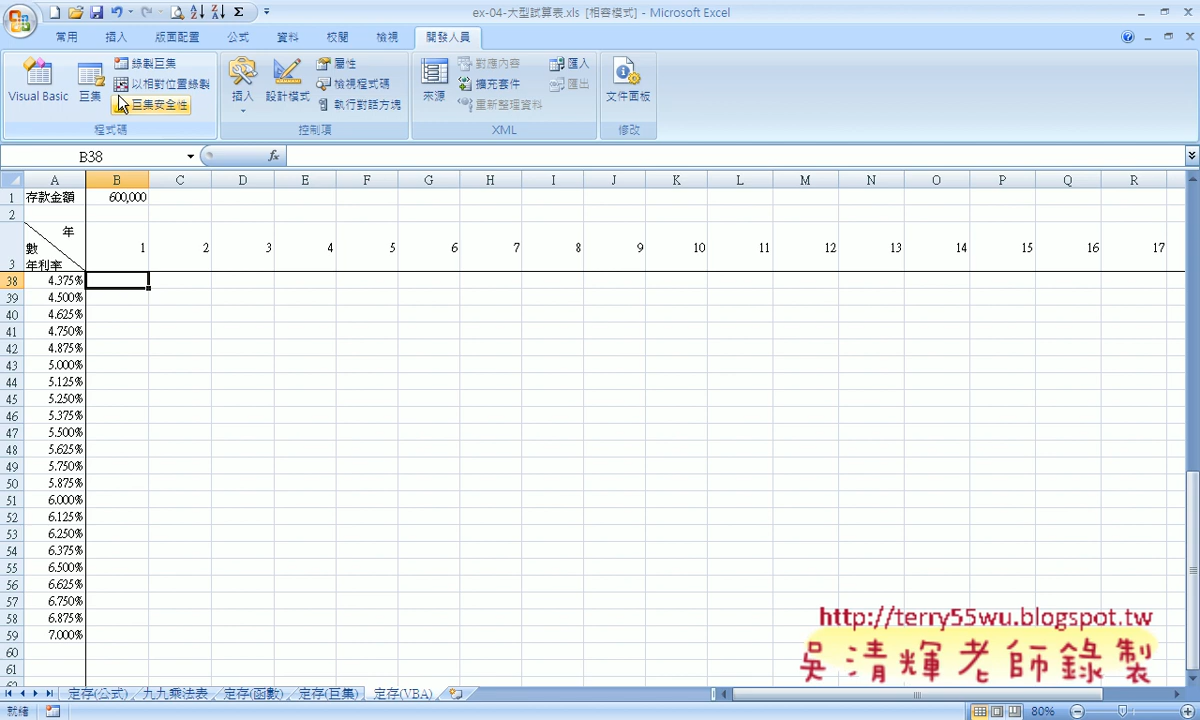 ex-04-大型試算表.xls [相容模式] - Microsoft Excel
常用 插入 版面配置 公式 資料 校閱 檢視 開發人員
Visual Basic 巨集 錄製巨集 以相對位置錄製 巨集安全性 程式碼
插入 設計模式 屬性 檢視程式碼 執行對話方塊 控制項
來源 對應內容 擴充套件 重新整理資料 匯入 匯出 XML
文件面板 修改
B38 fx
A B C D E F G H I J K L M N O P Q R
1 存款金額 600,000
2
3 年數 年利率 1 2 3 4 5 6 7 8 9 10 11 12 13 14 15 16 17
38 4.375%
39 4.500%
40 4.625%
41 4.750%
42 4.875%
43 5.000%
44 5.125%
45 5.250%
46 5.375%
47 5.500%
48 5.625%
49 5.750%
50 5.875%
51 6.000%
52 6.125%
53 6.250%
54 6.375%
55 6.500%
56 6.625%
57 6.750%
58 6.875%
59 7.000%
60
61
http://terry55wu.blogspot.tw
吳清輝老師錄製
定存(公式) 九九乘法表 定存(函數) 定存(巨集) 定存(VBA)
就緒 80%